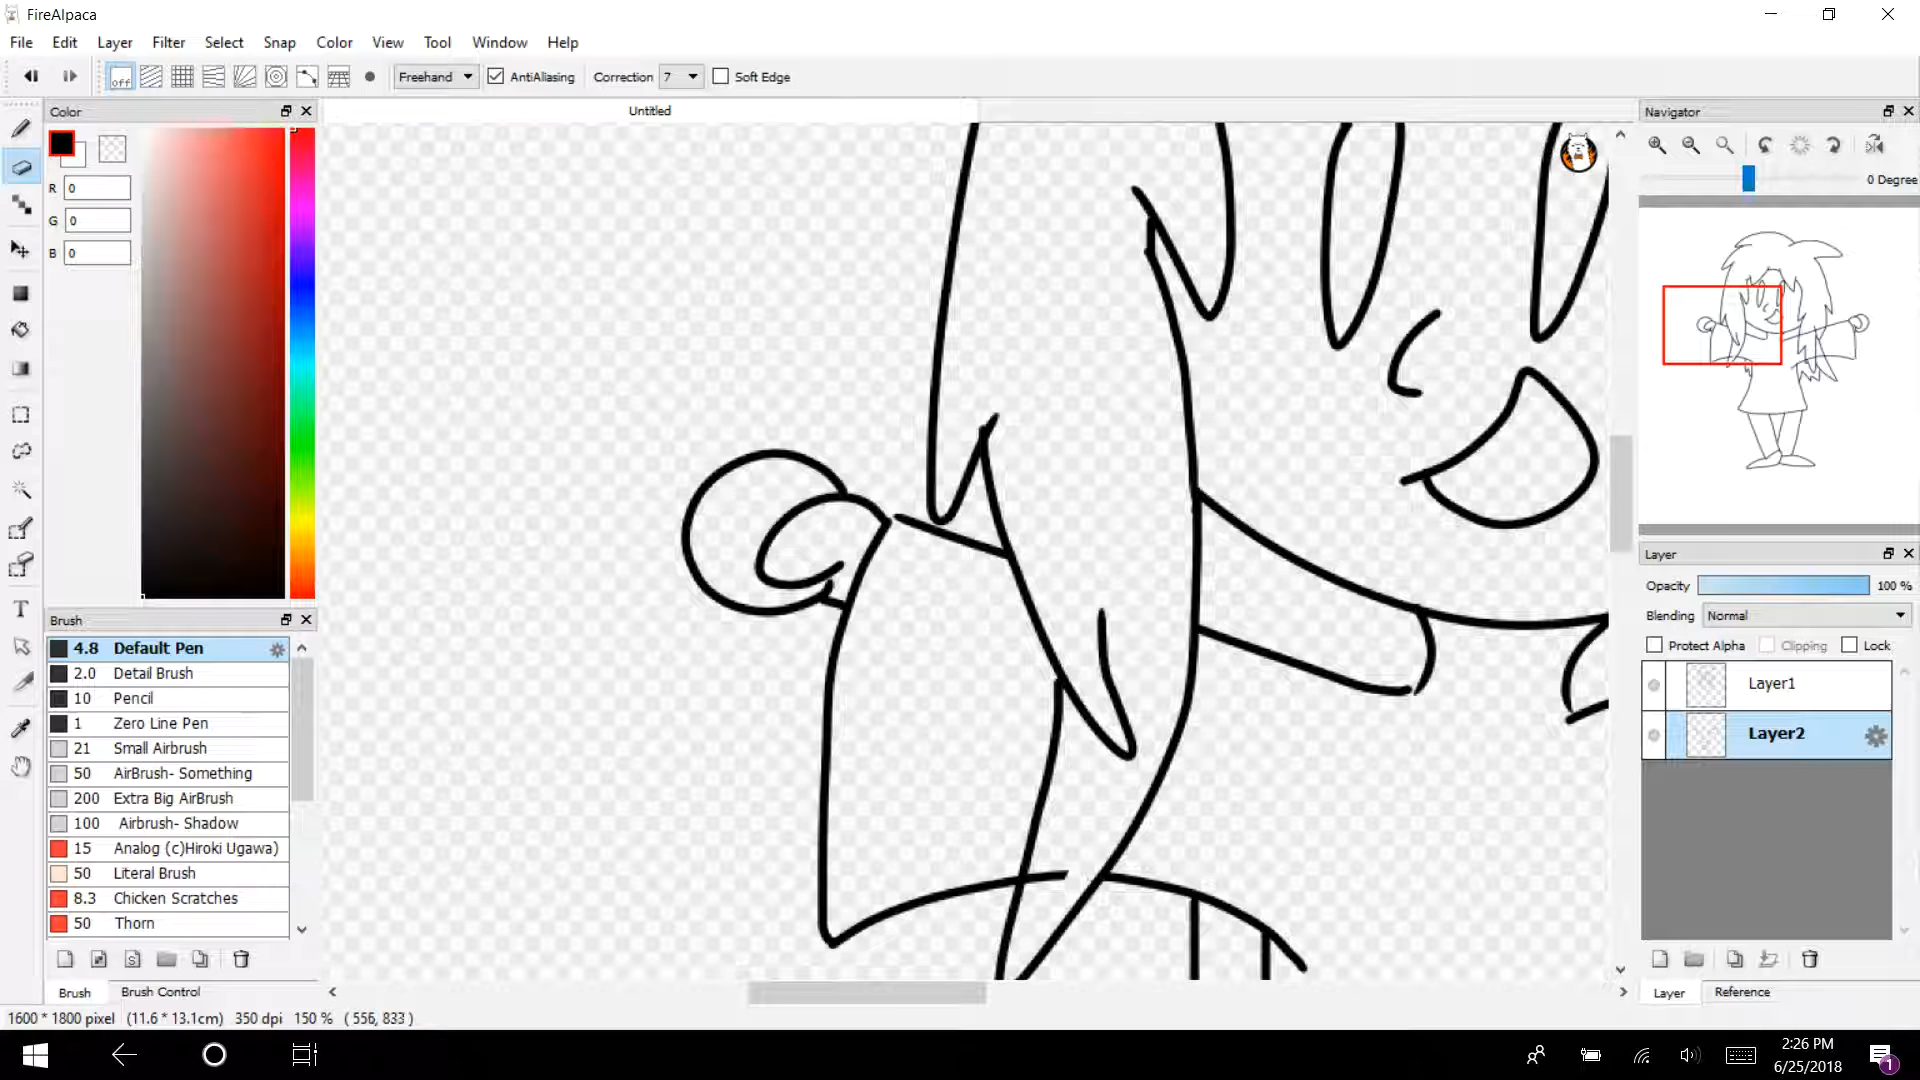 FireAlpaca
File Edit Layer Filter Select Snap Color View Tool Window Help
off Freehand AntiAliasing Correction 7 Soft Edge
Color Untitled Navigator
R 0
0 Degree
G 0
B 0
Layer
Opacity 100 %
Blending Normal
Protect Alpha Clipping Lock
Layer1
Layer2
Brush
4.8 Default Pen
2.0 Detail Brush
10 Pencil
1 Zero Line Pen
21 Small Airbrush
50 AirBrush- Something
200 Extra Big AirBrush
100 Airbrush- Shadow
15 Analog (c)Hiroki Ugawa)
50 Literal Brush
8.3 Chicken Scratches
50 Thorn
S
T
Brush Brush Control
Layer Reference
1600 * 1800 pixel (11.6 * 13.1cm) 350 dpi 150 % ( 556, 833 )
2:26 PM
6/25/2018
1